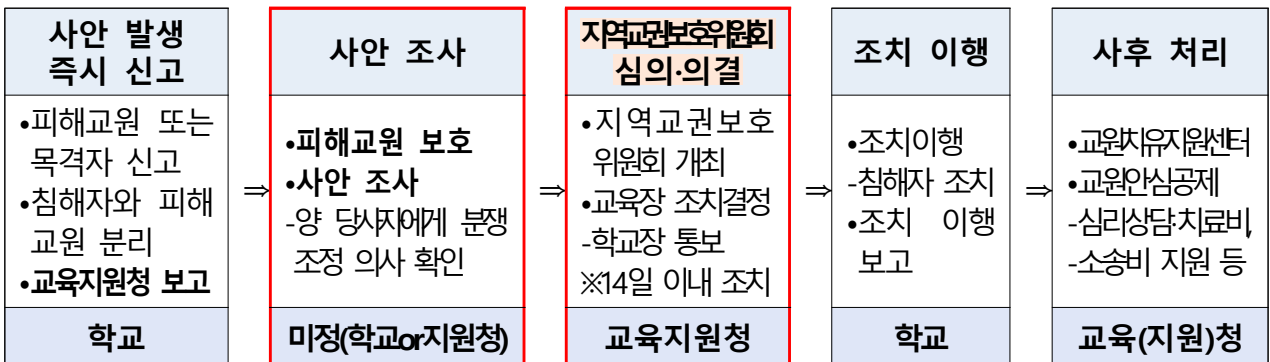 사안 발생
즉시 신고
•피해교원 또는
목격자 신고
•침해자와 피해
교원 분리
•교육지원청 보고
학교
⇒
사안 조사
•피해교원 보호
•사안 조사
-양 당사자에게 분쟁
조정 의사 확인
미정(학교or지원청)
⇒
지역교권보호위원회
심의·의결
•지역교권보호
위원회 개최
•교육장 조치결정
-학교장 통보
※14일 이내 조치
교육지원청
⇒
조치 이행
•조치이행
-침해자 조치
•조치 이행
보고
학교
⇒
사후 처리
•교원치유지원센터
•교원안심공제
-심리상담·치료비,
-소송비 지원 등
교육(지원)청